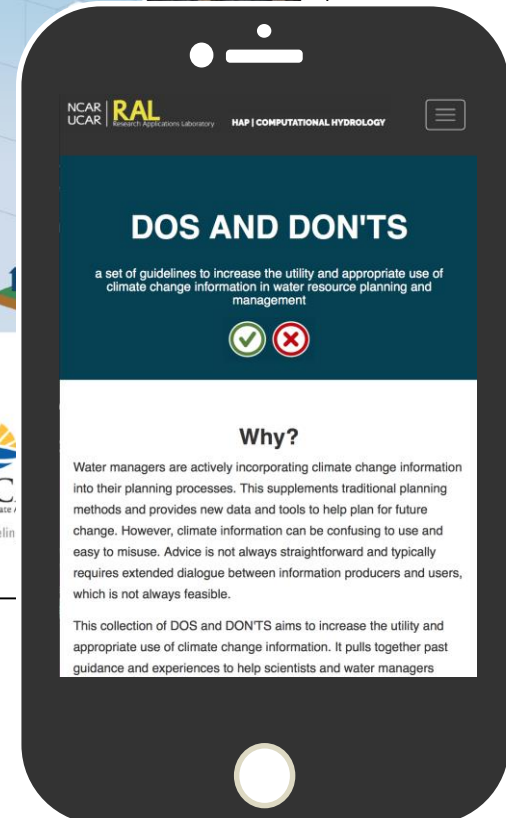 NCAR
UCAR
RAL
Research Applications Laboratory
HAP | COMPUTATIONAL HYDROLOGY
DOS AND DON'TS
a set of guidelines to increase the utility and appropriate use of
climate change information in water resource planning and
management
Why?
Water managers are actively incorporating climate change information
into their planning processes. This supplements traditional planning
methods and provides new data and tools to help plan for future
change. However, climate information can be confusing to use and
easy to misuse. Advice is not always straightforward and typically
requires extended dialogue between information producers and users,
which is not always feasible.
This collection of DOS and DON'TS aims to increase the utility and
appropriate use of climate change information. It pulls together past
guidance and experiences to help scientists and water managers